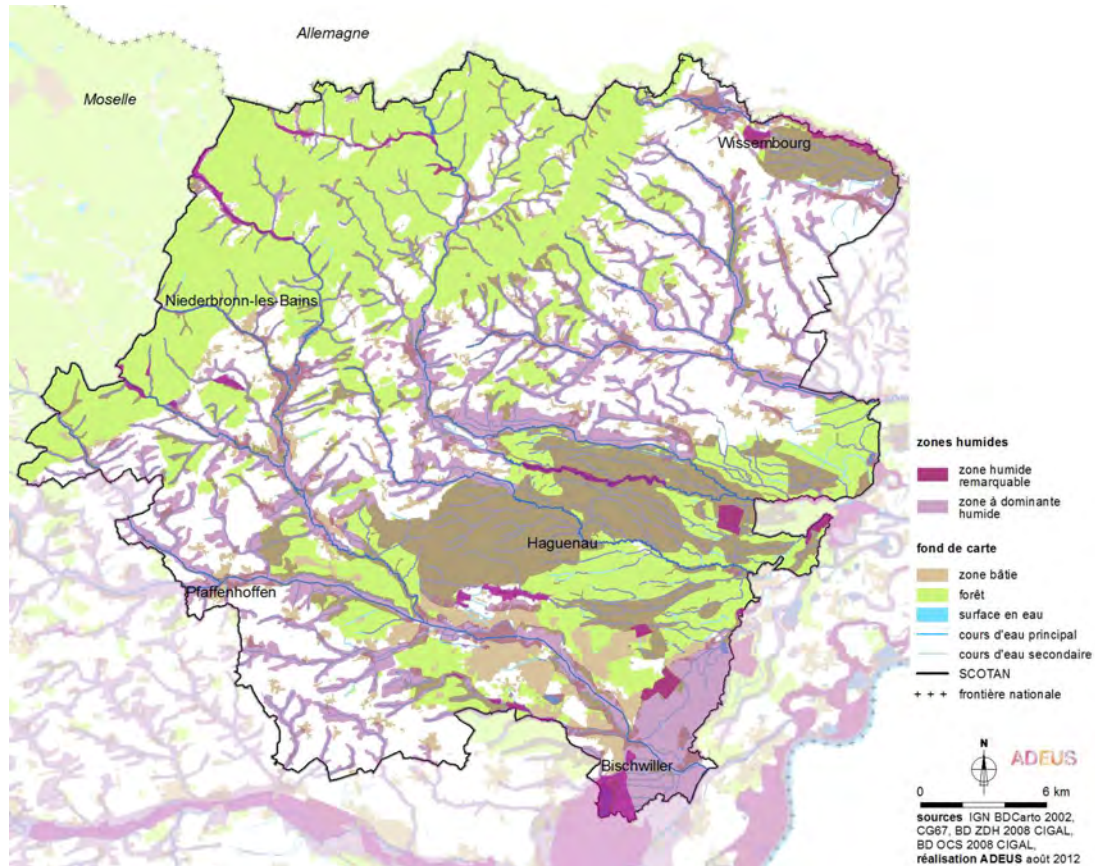 Allemagne
Moselle
Wissembourg
Niederbronn-les-Bains
Haguenau
Pfaffenhoffen
Bischwiller
zones humides
zone humide
remarquable
zone à dominante
humide
fond de carte
zone bâtie
forêt
surface en eau
cours d'eau principal
cours d'eau secondaire
SCOTAN
frontière nationale
N
ADEUS
0 6 km
sources IGN BDCarto 2002,
CG67, BD ZDH 2008 CIGAL,
BD OCS 2008 CIGAL,
réalisation ADEUS août 2012